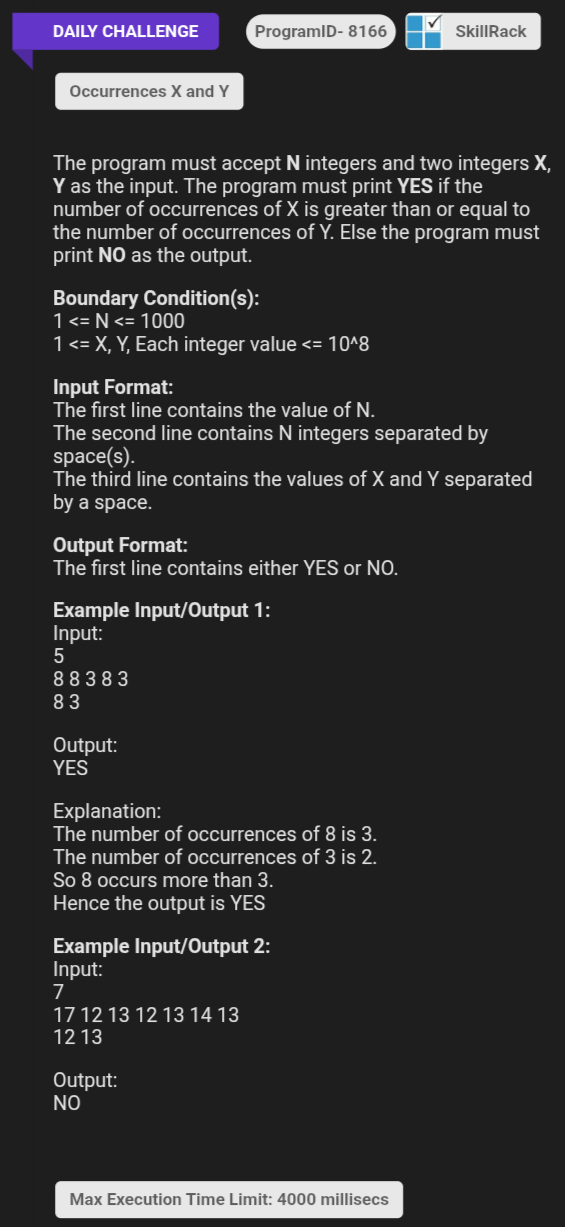 DAILY CHALLENGE
ProgramID- 8166
SkillRack
Occurrences X and Y
The program must accept N integers and two integers X,
Y as the input. The program must print YES if the
number of occurrences of X is greater than or equal to
the number of occurrences of Y. Else the program must
print NO as the output.
Boundary Condition(s):
1 <= N <= 1000
1 <= X, Y, Each integer value <= 10^8
Input Format:
The first line contains the value of N.
The second line contains N integers separated by
space(s).
The third line contains the values of X and Y separated
by a space.
Output Format:
The first line contains either YES or NO.
Example Input/Output 1:
Input:
5
8 8 3 8 3
8 3
Output:
YES
Explanation:
The number of occurrences of 8 is 3.
The number of occurrences of 3 is 2.
So 8 occurs more than 3.
Hence the output is YES
Example Input/Output 2:
Input:
7
17 12 13 12 13 14 13
12 13
Output:
NO
Max Execution Time Limit: 4000 millisecs